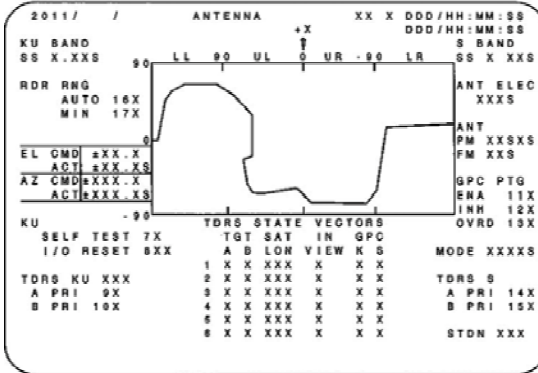 2011/ / ANTENNA XX X DDD/HH:MM:SS
+X DDD/HH:MM:SS
KU BAND S BAND
SS X.XXS 90 LL 90 UL 0 UR -90 LR SS X XXS
RDR RNG ANT ELEC
AUTO 16X XXXS
MIN 17X
0 ANT
EL CMD ±XX.X PM XXSXS
ACT ±XX.XS FM XXS
AZ CMD ±XXX.X
ACT ±XXX.XS GPC PTG
ENA 11X
-90 INH 12X
KU TDRS STATE VECTORS OVRD 13X
SELF TEST 7X TGT SAT IN GPC
I/O RESET 8XX A B LON VIEW K S MODE XXXXS
1 X X XXX X X X
TDRS KU XXX 2 X X XXX X X X TDRS S
A PRI 9X 3 X X XXX X X X A PRI 14X
B PRI 10X 4 X X XXX X X X B PRI 15X
5 X X XXX X X X
6 X X XXX X X X STDN XXX